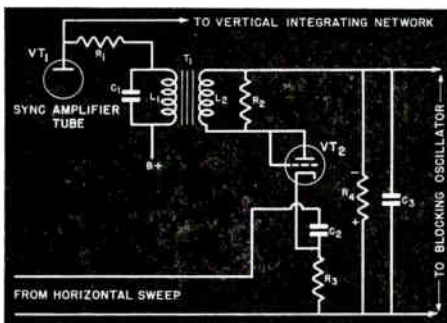 TO VERTICAL INTEGRATING NETWORK
VT1
R1
T1
C1
L1
L2
R2
SYNC AMPLIFIER
TUBE
B+
VT2
R4
-
+
C3
C2
R3
FROM HORIZONTAL SWEEP
TO BLOCKING OSCILLATOR